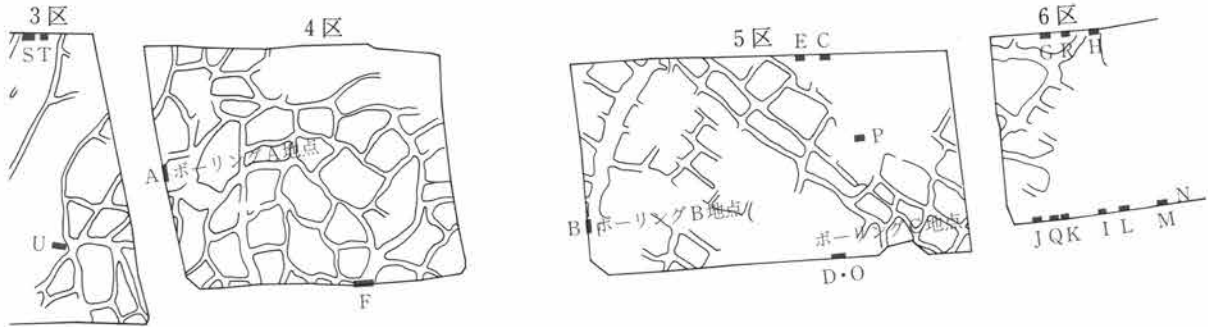 3区
4区
5区
6区
S T
E C
G R H
P
A ボーリングA地点
U
B ボーリングB地点
ボーリングC地点
F
D・O
J Q K I L M N